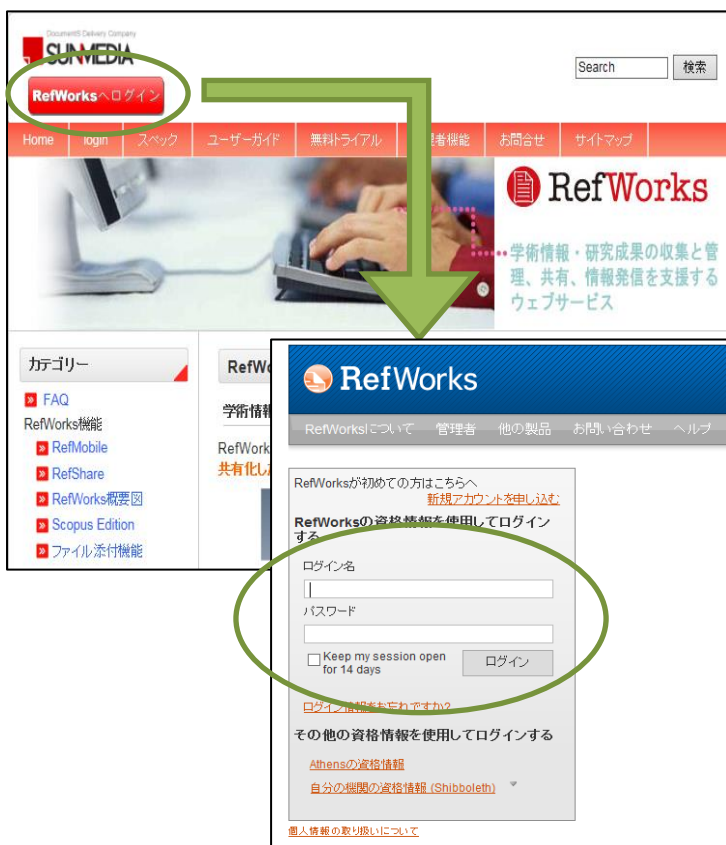 Documents Delivery Company
SUNMEDIA
RefWorksへログイン
Search
検索
Home
login
スペック
ユーザーガイド
無料トライアル
者機能
お問合せ
サイトマップ
RefWorks
学術情報・研究成果の収集と管
理、共有、情報発信を支援する
ウェブサービス
カテゴリー
FAQ
RefWorks機能
RefMobile
RefShare
RefWorks概要図
Scopus Edition
ファイル添付機能
RefWo
学術情報
RefWork
共有化し
RefWorks
RefWorksについて
管理者
他の製品
お問い合わせ
ヘルプ
RefWorksが初めての方はこちらへ
新規アカウントを申し込む
RefWorksの資格情報を使用してログイン
する
ログイン名
パスワード
Keep my session open
for 14 days
ログイン
ログイン情報をお忘れですか?
その他の資格情報を使用してログインする
Athensの資格情報
自分の機関の資格情報 (Shibboleth)
個人情報の取り扱いについて